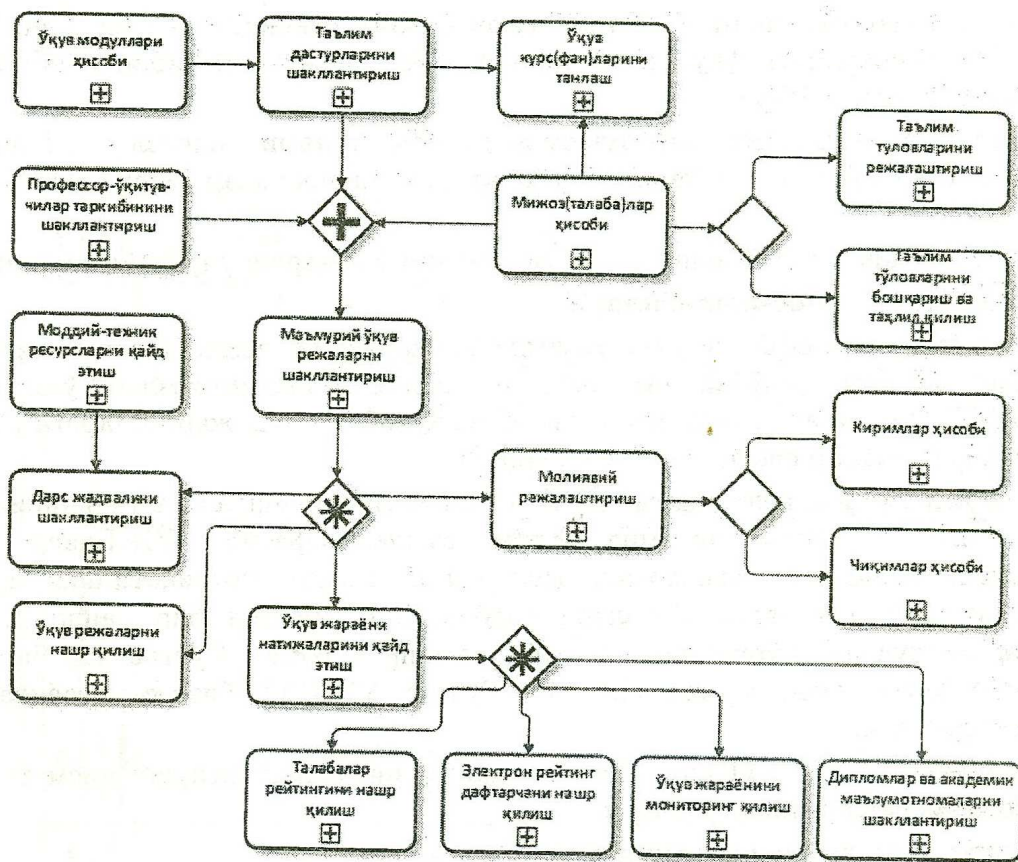 Ўқув модуллари
ҳисоби
Таълим
дастурларини
шакллантириш
Ўқув
курс(фан)ларини
танлаш
Таълим
туловларини
режалаштириш
Профессор-ўқитув-
чилар таркибинини
шакллантириш
Мижоз(талаба)лар
ҳисоби
Таълим
тўловларини
бошқариш ва
таҳлил қилиш
Моддий-техник
ресурсларни қайд
этиш
Маъмурий ўқув
режаларни
шакллантириш
Киримлар ҳисоби
Дарс жадвалини
шакллантириш
Молиявий
режалаштириш
Чиқимлар ҳисоби
Ўқув режаларни
нашр қилиш
Ўқув жараёни
натижаларини қайд
этиш
Талабалар
рейтингини нашр
қилиш
Электрон рейтинг
дафтарчани нашр
қилиш
Ўқув жараёнини
мониторинг қилиш
Дипломлар ва академик
маълумотномаларни
шакллантириш